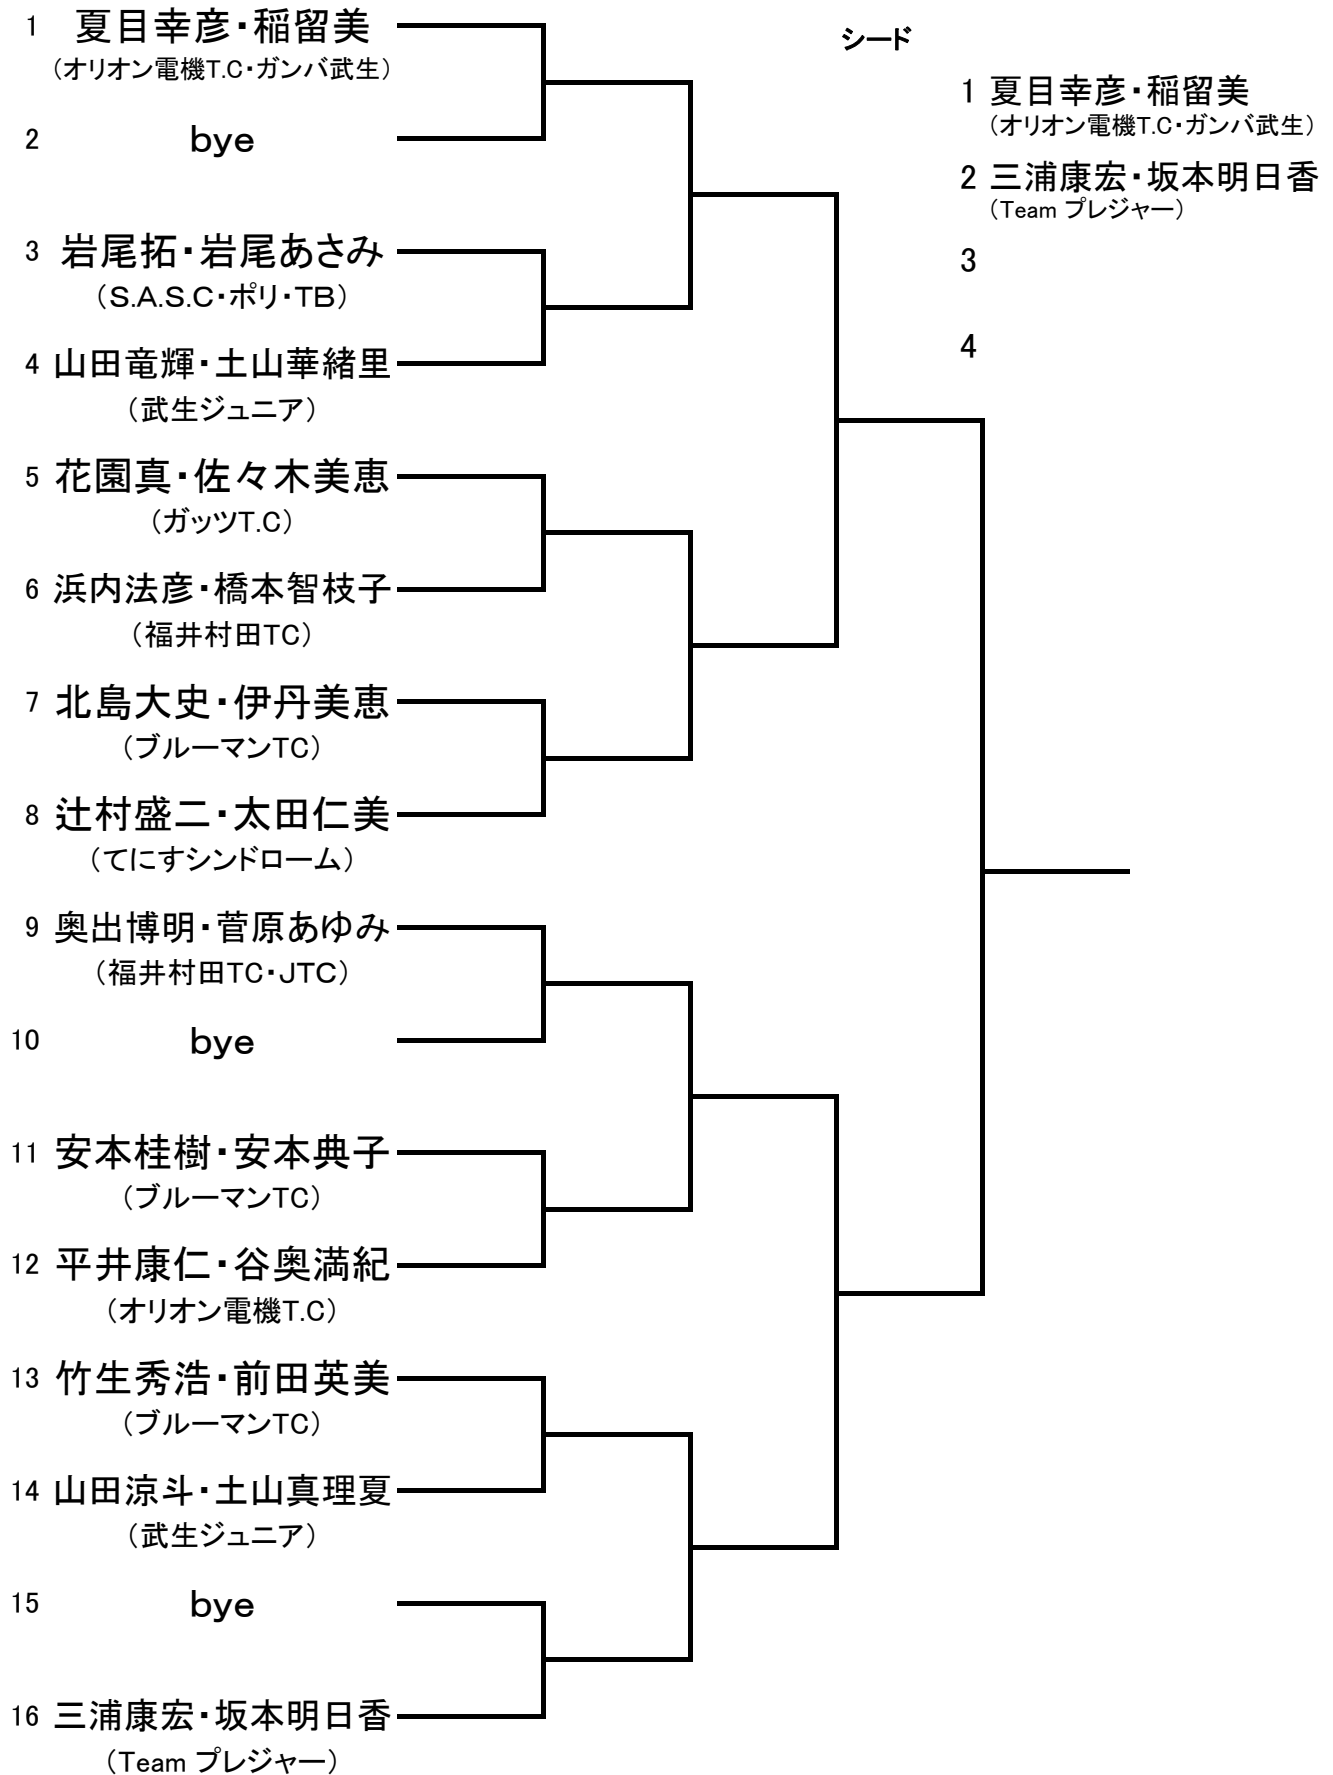 1 夏目幸彦・稲留美
(オリオン電機T.C・ガンバ武生)
2 bye
3 岩尾拓・岩尾あさみ
(S.A.S.C・ポリ・TB)
4 山田竜輝・土山華緒里
(武生ジュニア)
5 花園真・佐々木美恵
(ガッツT.C)
6 浜内法彦・橋本智枝子
(福井村田TC)
7 北島大史・伊丹美恵
(ブルーマンTC)
8 辻村盛二・太田仁美
(てにすシンドローム)
9 奥出博明・菅原あゆみ
(福井村田TC・JTC)
10 bye
11 安本桂樹・安本典子
(ブルーマンTC)
12 平井康仁・谷奥満紀
(オリオン電機T.C)
13 竹生秀浩・前田英美
(ブルーマンTC)
14 山田涼斗・土山真理夏
(武生ジュニア)
15 bye
16 三浦康宏・坂本明日香
(Team プレジャー)
シード
1 夏目幸彦・稲留美
(オリオン電機T.C・ガンバ武生)
2 三浦康宏・坂本明日香
(Team プレジャー)
3
4